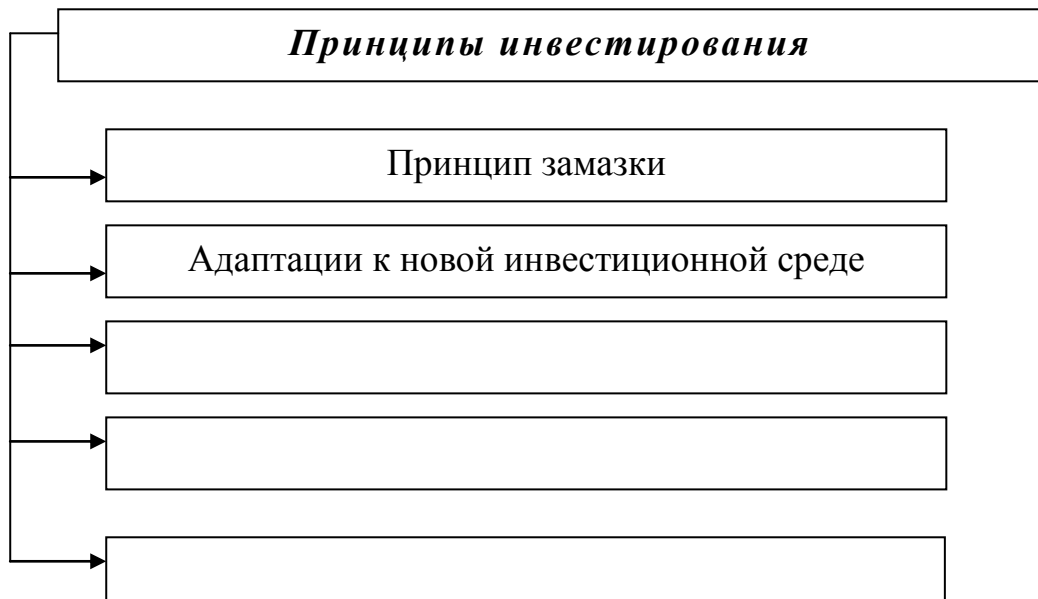 Принципы инвестирования
Принцип замазки
Адаптации к новой инвестиционной среде